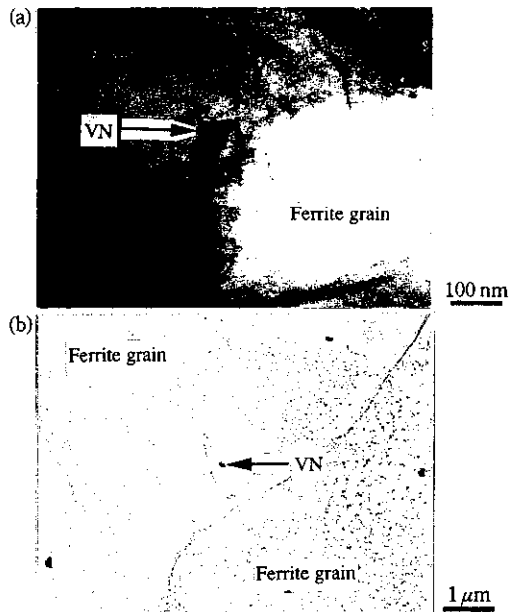 (a)
VN
Ferrite grain
100 nm
(b)
Ferrite grain
VN
Ferrite grain
1 μm